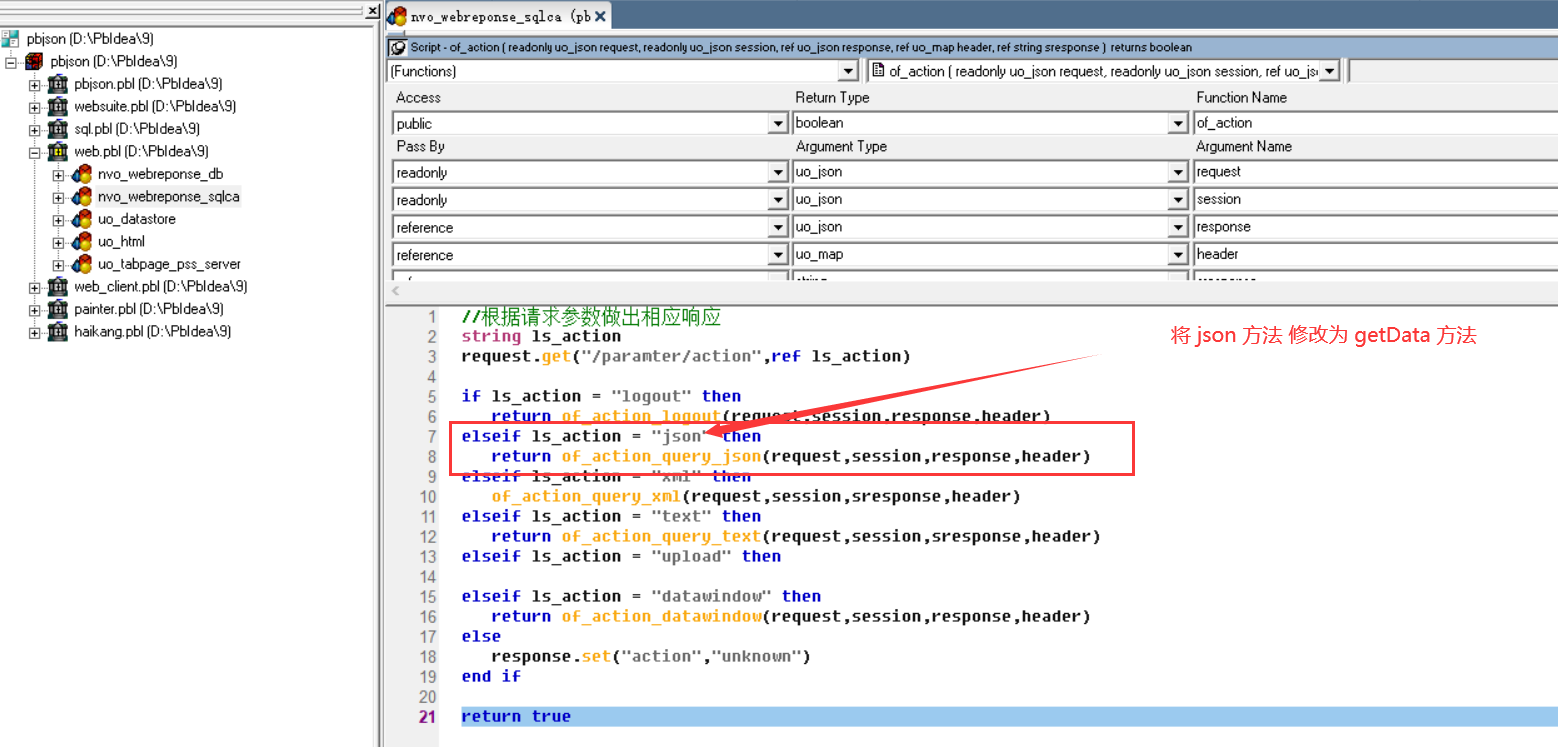 pbjson (D:\PbIdea\9)
pbjson (D:\PbIdea\9)
pbjson.pbl (D:\PbIdea\9)
websuite.pbl (D:\PbIdea\9)
sql.pbl (D:\PbIdea\9)
web.pbl (D:\PbIdea\9)
nvo_webreponse_db
nvo_webreponse_sqlca
uo_datastore
uo_html
uo_tabpage_pss_server
web_client.pbl (D:\PbIdea\9)
painter.pbl (D:\PbIdea\9)
haikang.pbl (D:\PbIdea\9)
nvo_webreponse_sqlca (pb
Script - of_action ( readonly uo_json request, readonly uo_json session, ref uo_json response, ref uo_map header, ref string sresponse ) returns boolean
(Functions)
of_action ( readonly uo_json request, readonly uo_json session, ref uo_js
Access Return Type Function Name
public boolean of_action
Pass By Argument Type Argument Name
readonly uo_json request
readonly uo_json session
reference uo_json response
reference uo_map header
1 //根据请求参数做出相应响应
2 string ls_action
3 request.get("/paramter/action",ref ls_action)
4
5 if ls_action = "logout" then
6 return of_action_logout(request,session,response,header)
7 elseif ls_action = "json" then
8 return of_action_query_json(request,session,response,header)
9 elseif ls_action = "xml" then
10 of_action_query_xml(request,session,sresponse,header)
11 elseif ls_action = "text" then
12 return of_action_query_text(request,session,sresponse,header)
13 elseif ls_action = "upload" then
14
15 elseif ls_action = "datawindow" then
16 return of_action_datawindow(request,session,response,header)
17 else
18 response.set("action","unknown")
19 end if
20
21 return true
将 json 方法 修改为 getData 方法